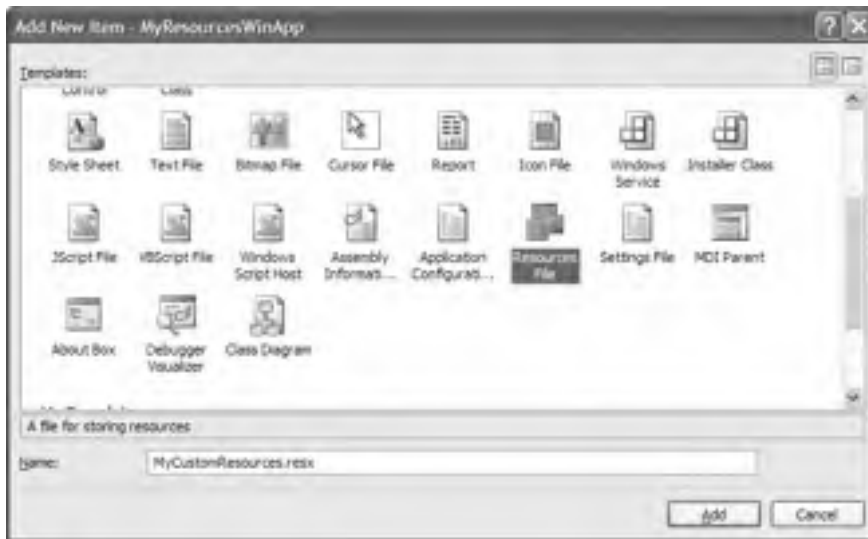 Add New Item - MyResourcesWinApp
Templates:
Control Class
Style Sheet Text File Bitmap File Cursor File Report Icon File Windows Service Installer Class
JScript File VBScript File Windows Script Host Assembly Informati... Application Configurati... Resources File Settings File MDI Parent
About Box Debugger Visualizer Class Diagram
A file for storing resources
Name: MyCustomResources.resx
Add Cancel